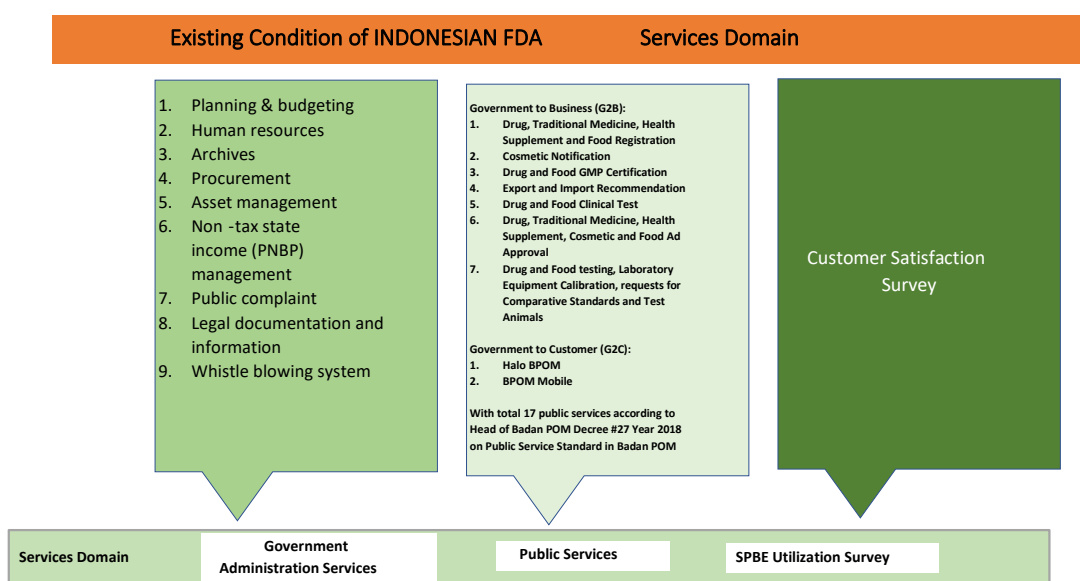 Existing Condition of INDONESIAN FDA Services Domain
1. Planning & budgeting
2. Human resources
3. Archives
4. Procurement
5. Asset management
6. Non -tax state
income (PNBP)
management
7. Public complaint
8. Legal documentation and
information
9. Whistle blowing system
Government to Business (G2B):
1. Drug, Traditional Medicine, Health
Supplement and Food Registration
2. Cosmetic Notification
3. Drug and Food GMP Certification
4. Export and Import Recommendation
5. Drug and Food Clinical Test
6. Drug, Traditional Medicine, Health
Supplement, Cosmetic and Food Ad
Approval
7. Drug and Food testing, Laboratory
Equipment Calibration, requests for
Comparative Standards and Test
Animals
Government to Customer (G2C):
1. Halo BPOM
2. BPOM Mobile
With total 17 public services according to
Head of Badan POM Decree #27 Year 2018
on Public Service Standard in Badan POM
Customer Satisfaction
Survey
Services Domain
Government
Administration Services
Public Services
SPBE Utilization Survey